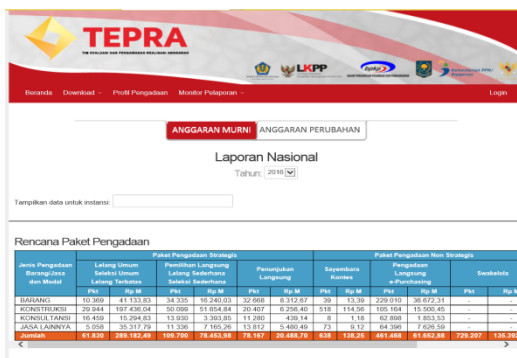 TEPRA
TIM EVALUASI DAN PENGAWASAN REALISASI ANGGARAN
LKPP
bpkp
Beranda Download Profil Pengadaan Monitor Pelaporan Login
ANGGARAN MURNI ANGGARAN PERUBAHAN
Laporan Nasional
Tahun: 2016
Tampilkan data untuk instansi:
Rencana Paket Pengadaan
Paket Pengadaan Strategis Paket Pengadaan Non Strategis
Jenis Pengadaan Barang/Jasa dan Modal Lelang Umum Seleksi Umum Lelang Terbatas Pemilihan Langsung Lelang Sederhana Seleksi Sederhana Penunjukan Langsung Sayembara Kontes Pengadaan Langsung e-Purchasing Swakelola
Pkt Rp M Pkt Rp M Pkt Rp M Pkt Rp M Pkt Rp M Pkt Rp M
BARANG 10.369 41.133,83 34.335 16.240,03 32.668 8.312,67 39 13,39 229.010 36.672,31 - -
KONSTRUKSI 29.944 197.436,04 50.099 51.654,84 20.407 6.256,40 518 114,56 105.164 15.500,45 - -
KONSULTANSI 16.459 15.294,83 13.930 3.393,85 11.280 439,14 8 1,18 62.898 1.853,53 - -
JASA LAINNYA 5.058 35.317,79 11.336 7.165,26 13.812 5.480,49 73 9,12 64.396 7.626,59 - -
Jumlah 61.830 289.182,49 109.700 78.453,98 78.167 20.488,70 638 138,25 461.468 61.652,88 729.207